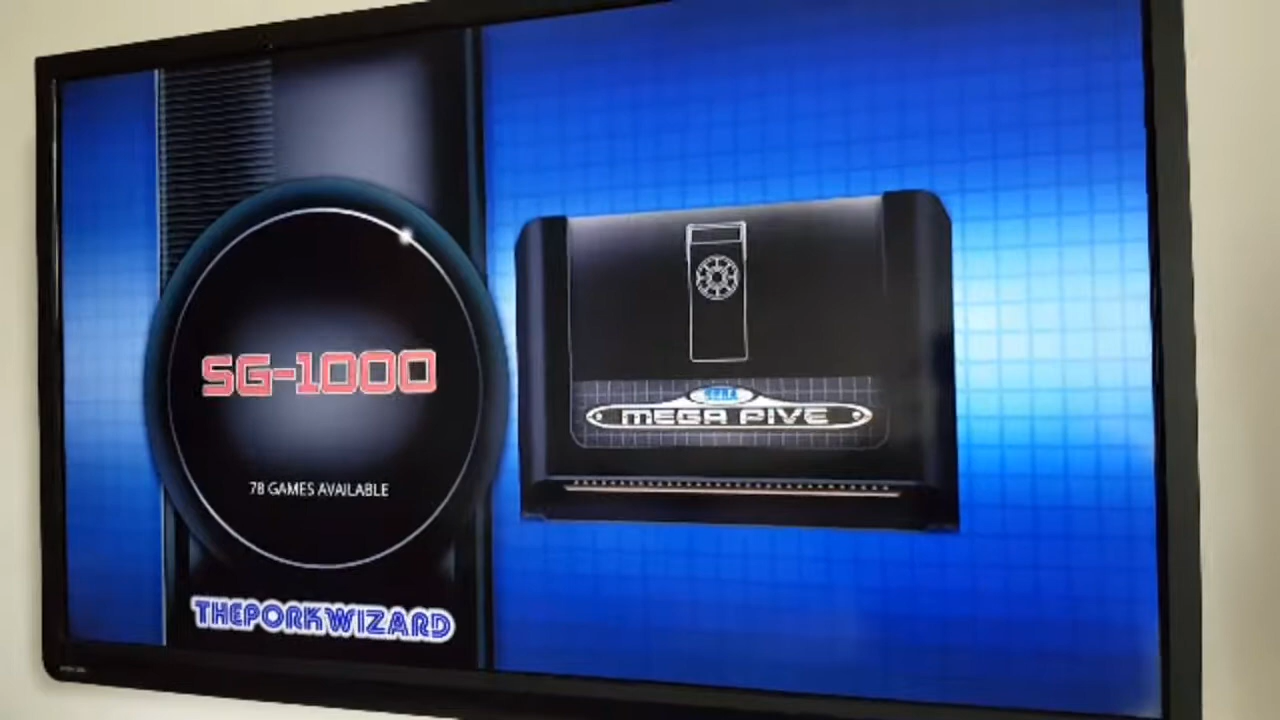 SG-1000
78 GAMES AVAILABLE
THEPORKWIZARD
SEGA
MEGA PIVE